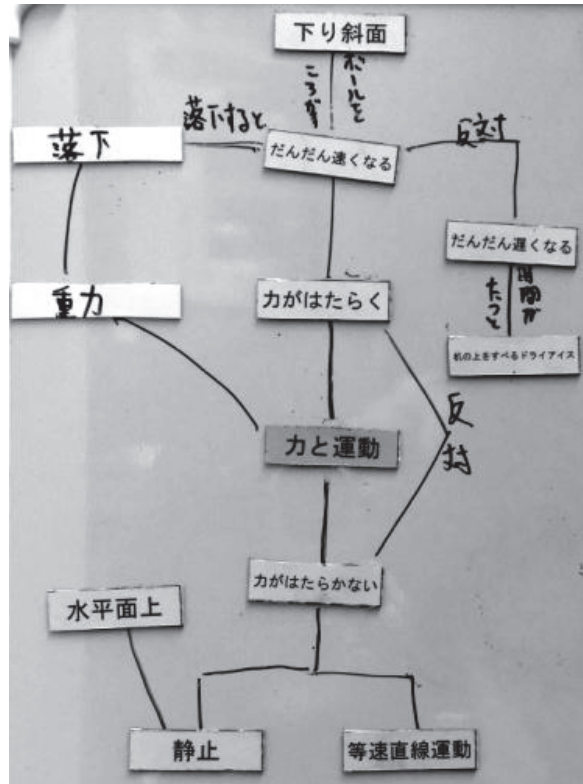 下り斜面
ボールを
ころがす
落下
落下すると
だんだん速くなる
反対
だんだん遅くなる
時間が
たつと
机の上をすべるドライアイス
重力
力がはたらく
反対
力と運動
力がはたらかない
水平面上
静止
等速直線運動